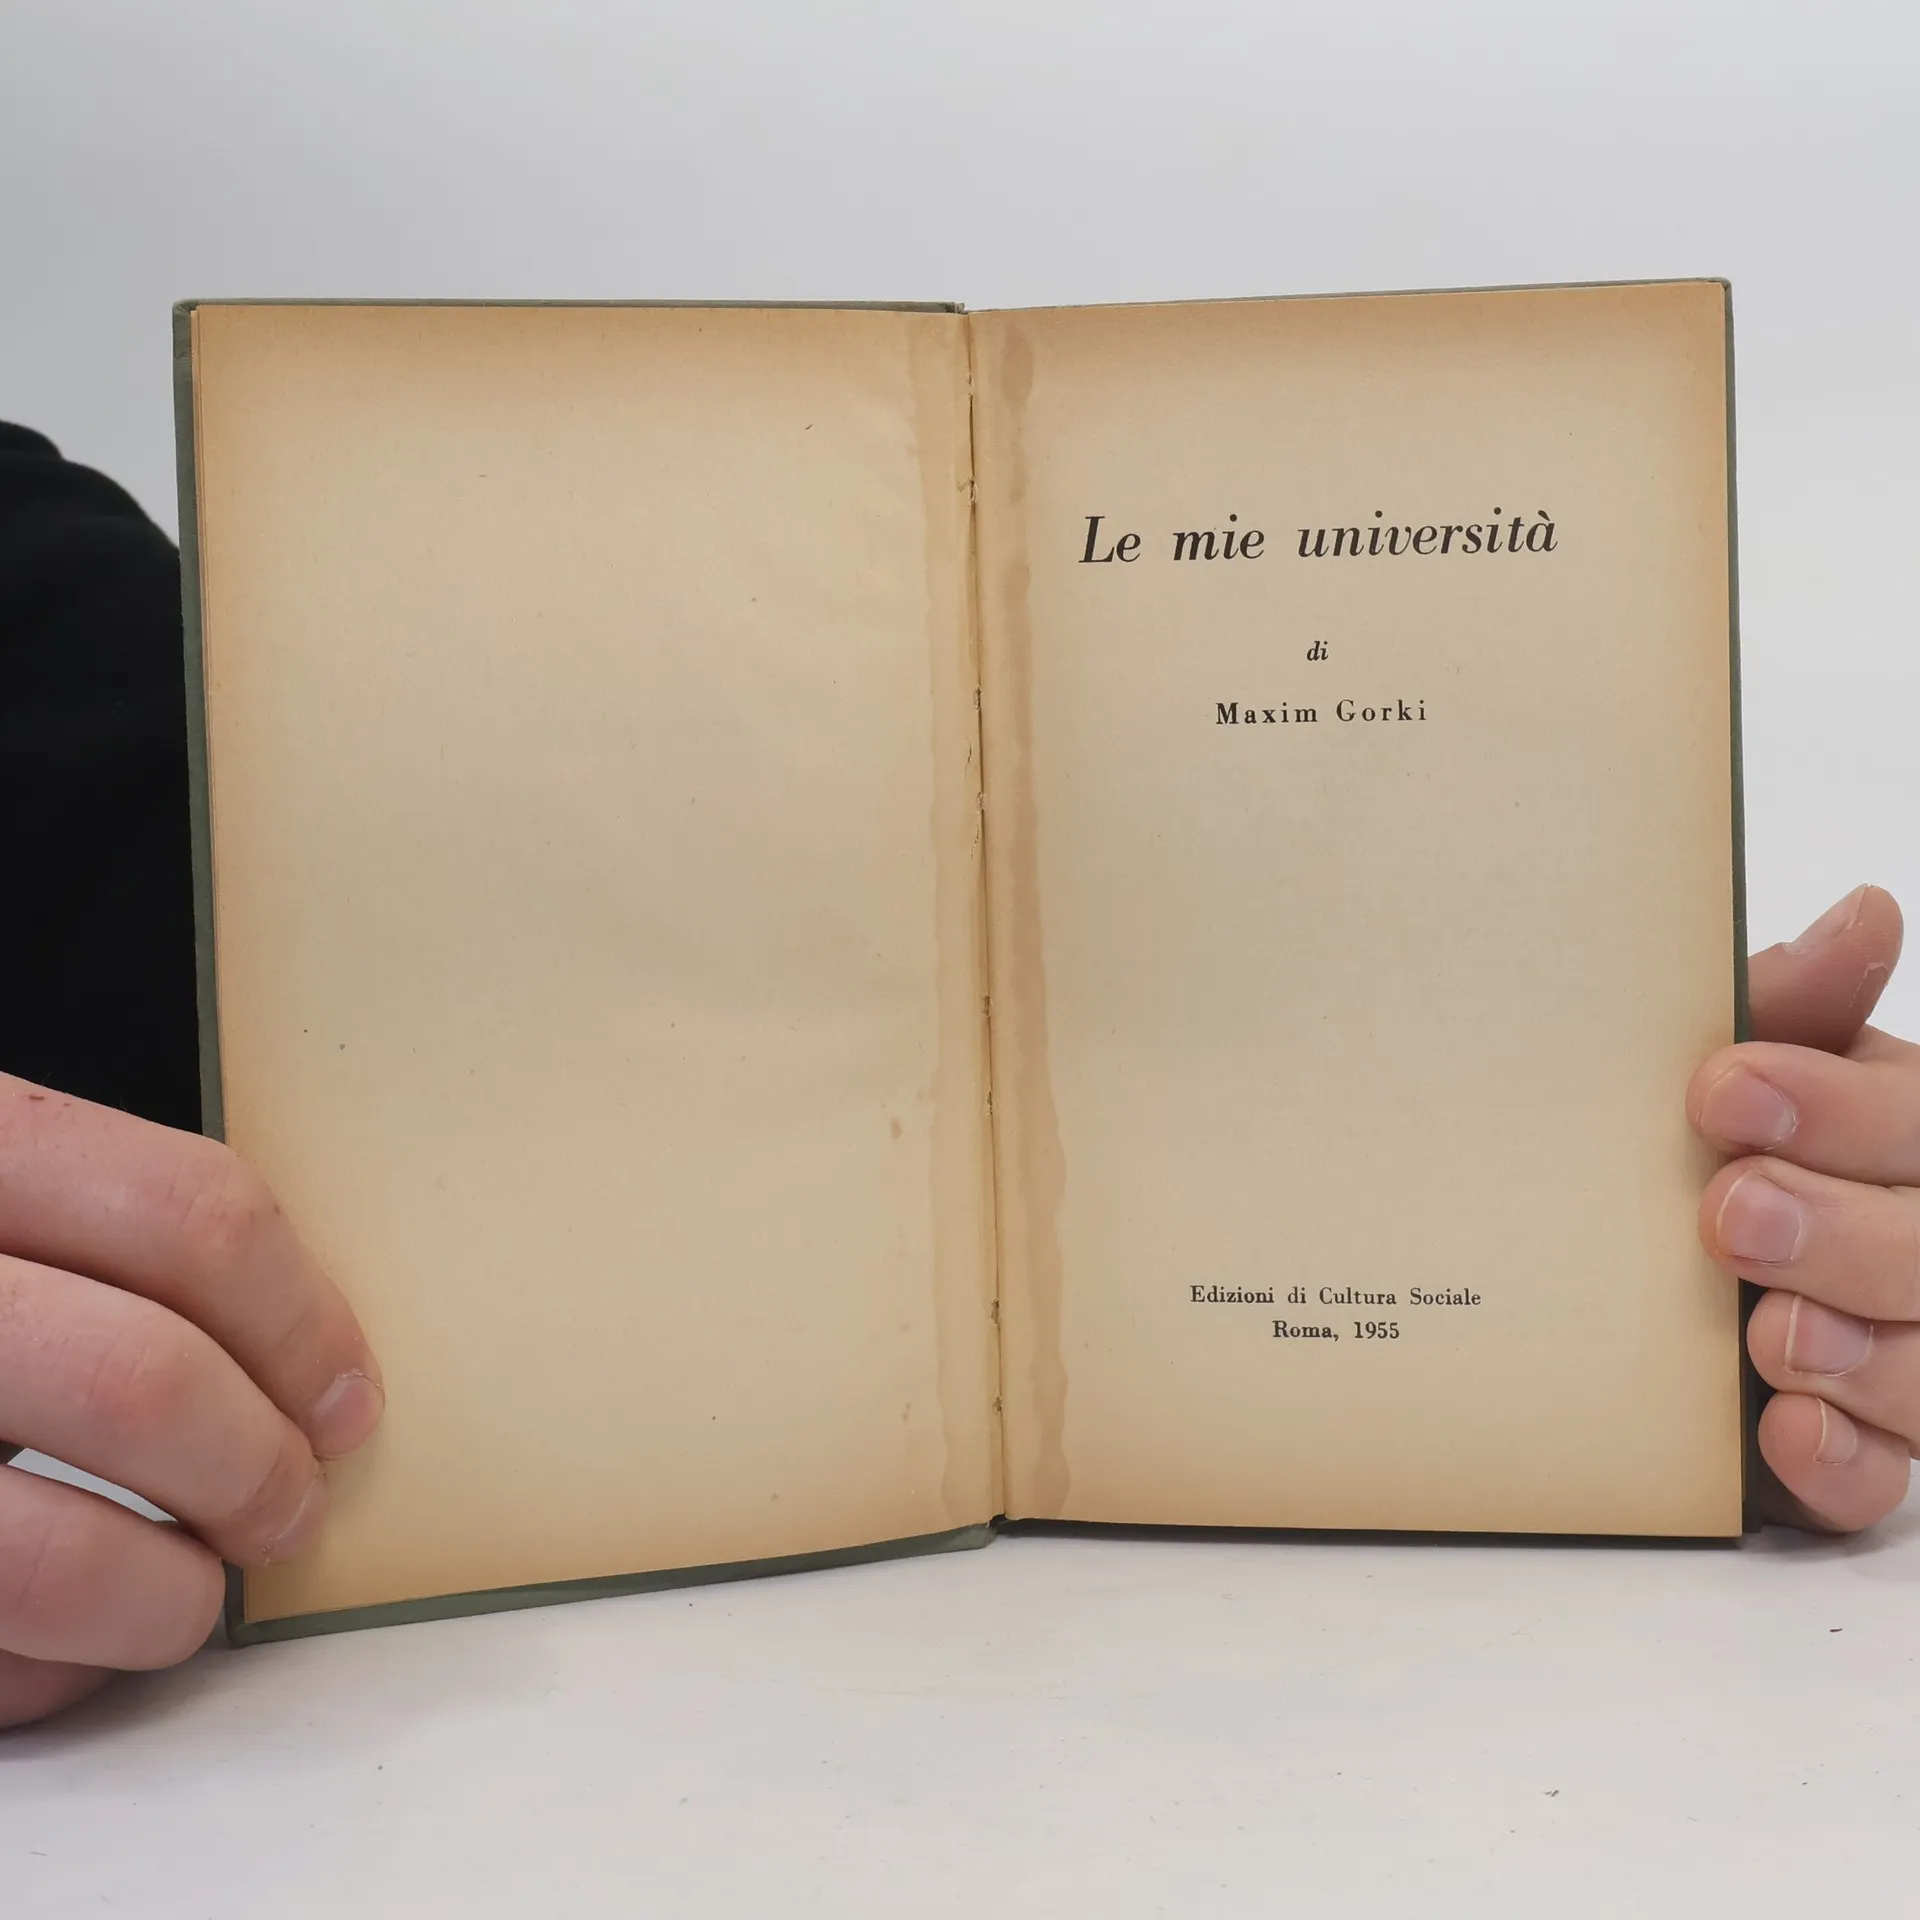 Le mie università
di
Maxim Gorki
Edizioni di Cultura Sociale
Roma, 1955